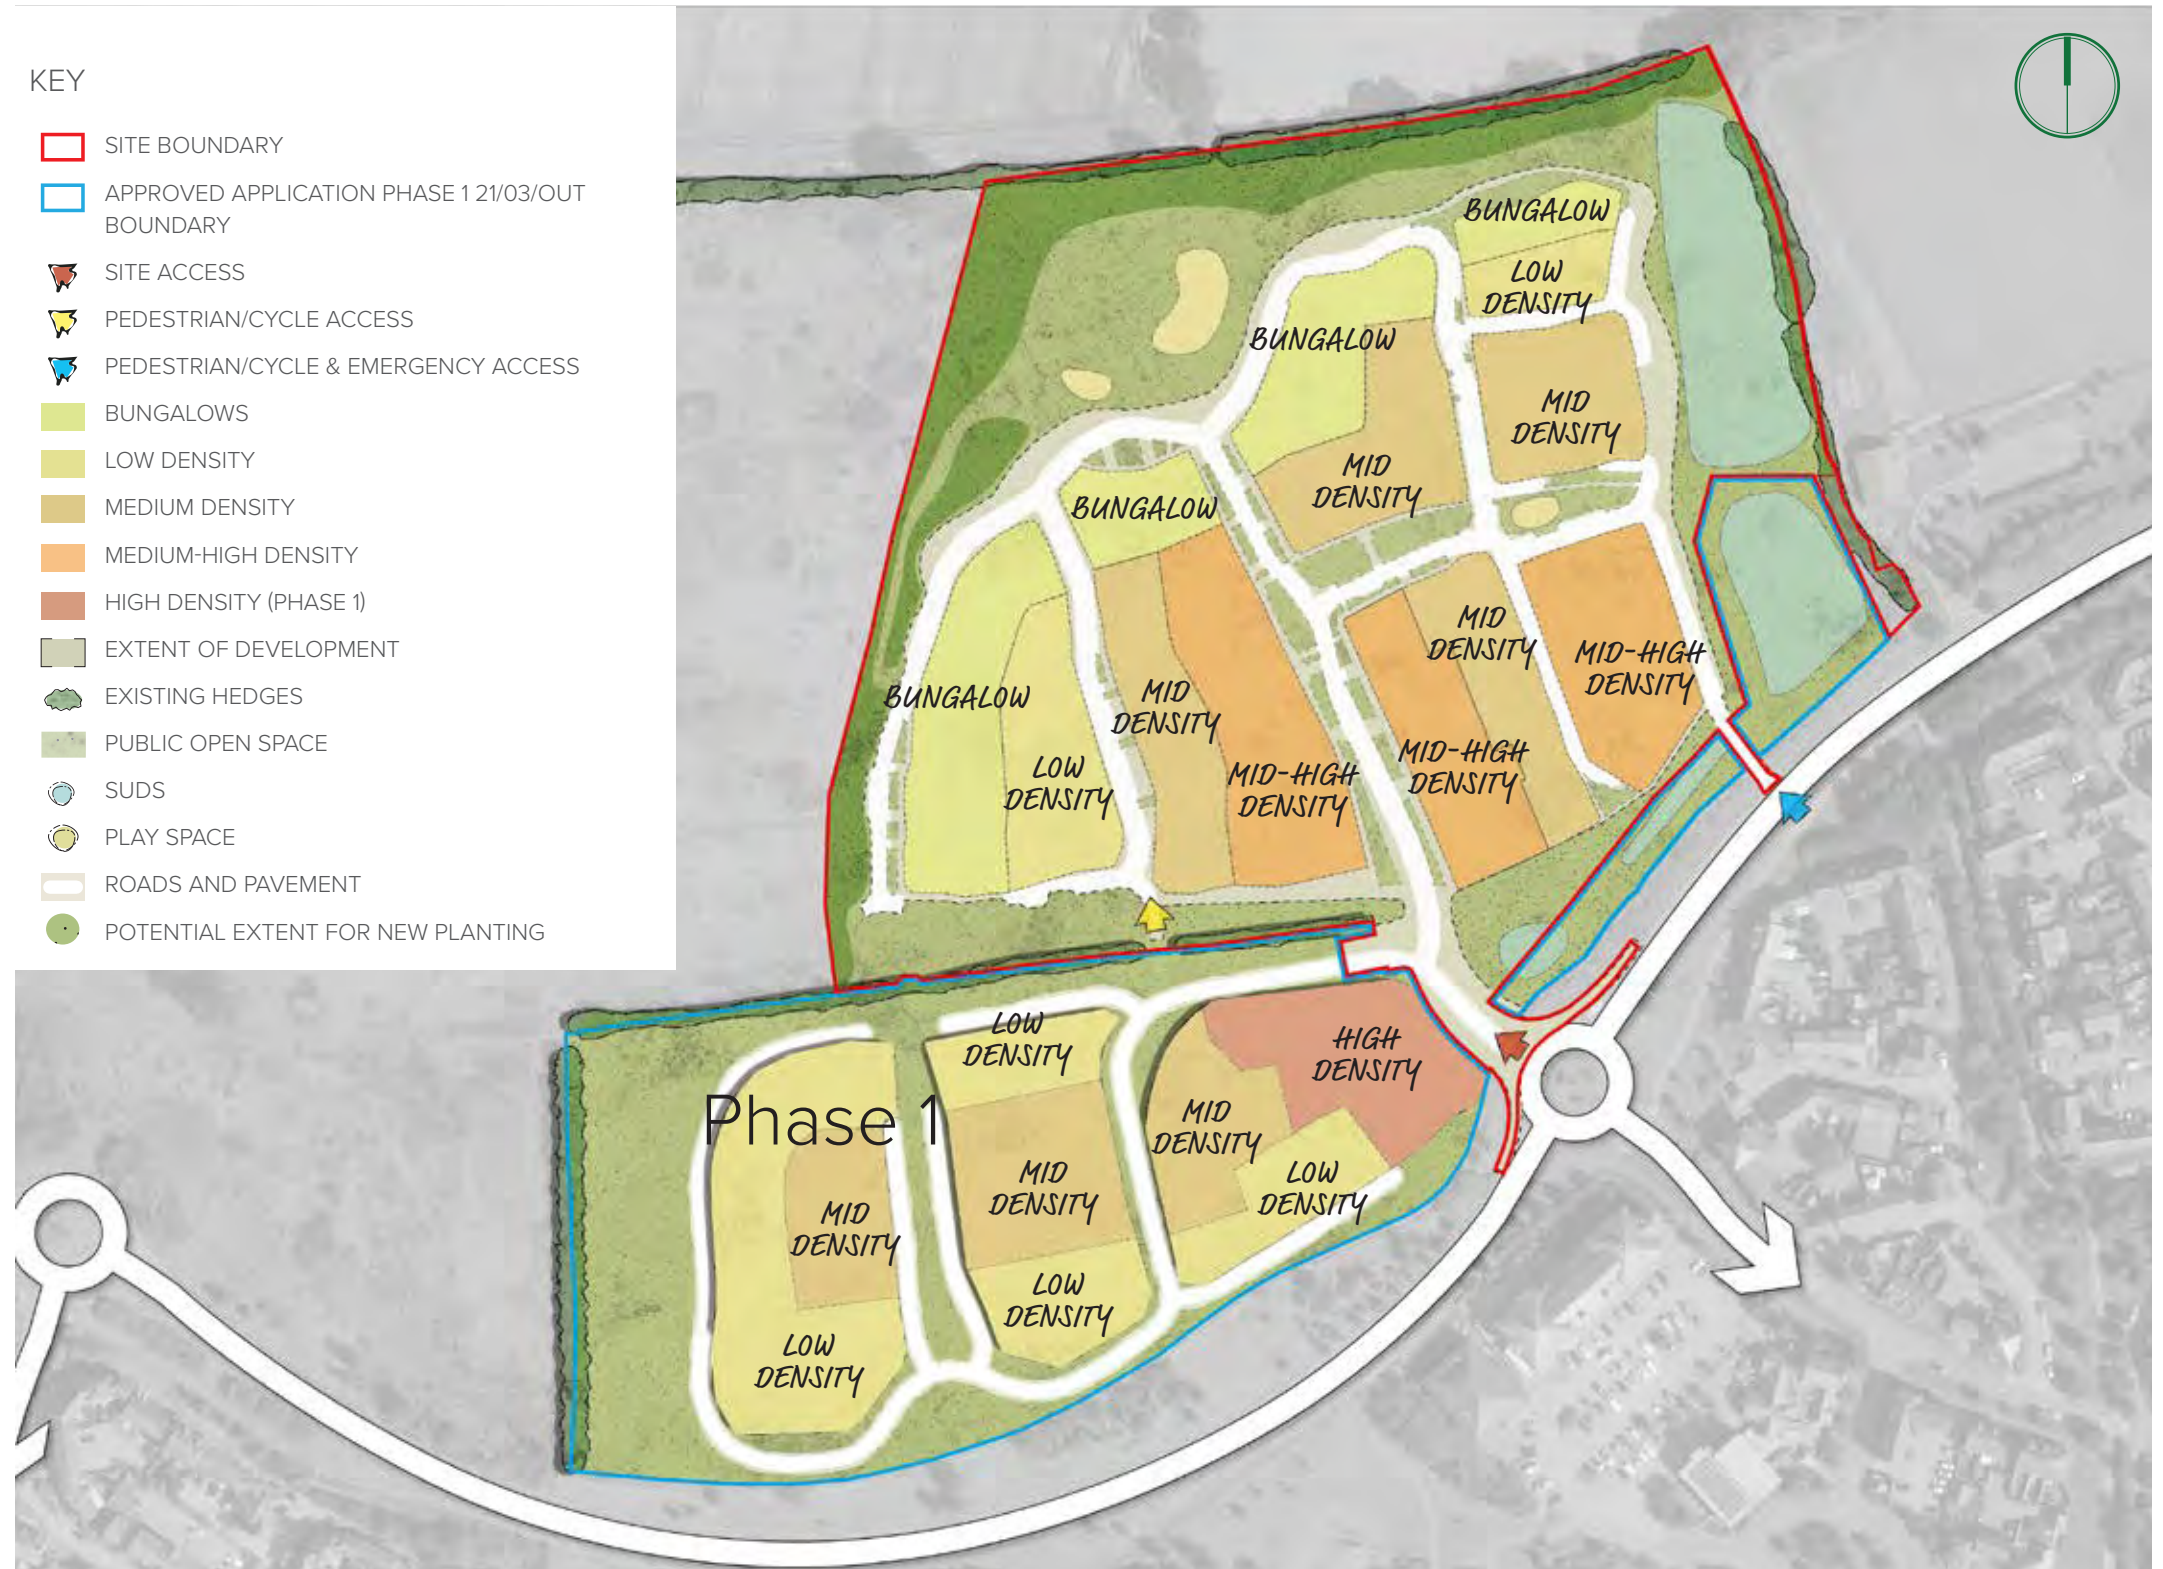 KEY
SITE BOUNDARY
APPROVED APPLICATION PHASE 1 21/03/OUT
BOUNDARY
SITE ACCESS
PEDESTRIAN/CYCLE ACCESS
PEDESTRIAN/CYCLE & EMERGENCY ACCESS
BUNGALOWS
LOW DENSITY
MEDIUM DENSITY
MEDIUM-HIGH DENSITY
HIGH DENSITY (PHASE 1)
EXTENT OF DEVELOPMENT
EXISTING HEDGES
PUBLIC OPEN SPACE
SUDS
PLAY SPACE
ROADS AND PAVEMENT
POTENTIAL EXTENT FOR NEW PLANTING
BUNGALOW
LOW
DENSITY
BUNGALOW
MID
DENSITY
MID
DENSITY
BUNGALOW
MID
DENSITY
MID-HIGH
DENSITY
BUNGALOW
MID
DENSITY
MID-HIGH
DENSITY
LOW
DENSITY
MID-HIGH
DENSITY
LOW
DENSITY
HIGH
DENSITY
Phase 1
MID
DENSITY
MID
DENSITY
LOW
DENSITY
MID
DENSITY
LOW
DENSITY
LOW
DENSITY